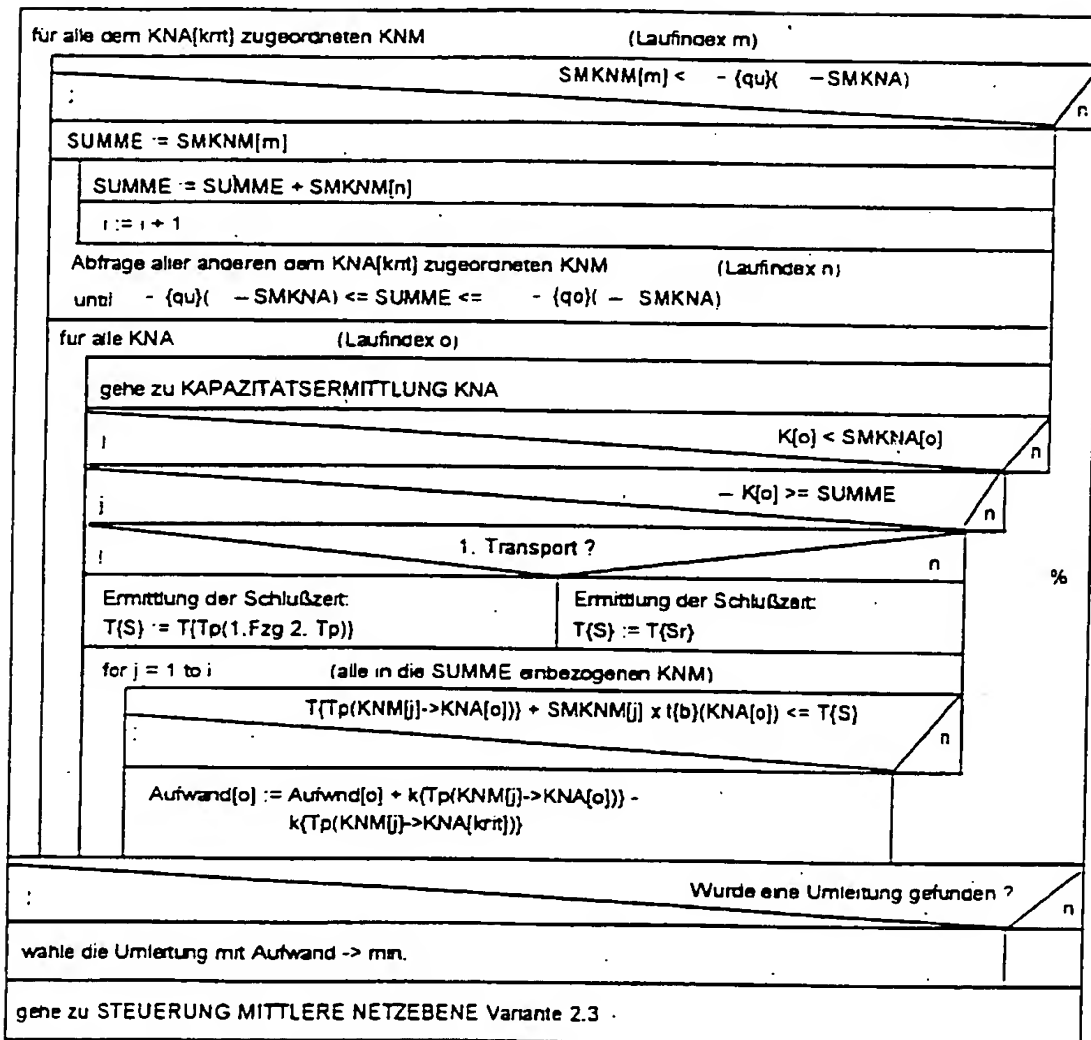 für alle dem KNA[krit] zugeordneten KNM (Laufindex m)
SMKNM[m] < - {qu}( —SMKNA)
n
SUMME := SMKNM[m]
SUMME := SUMME + SMKNM[n]
i := i + 1
Abfrage aller anderen dem KNA[krit] zugeordneten KNM (Laufindex n)
until - {qu}( —SMKNA) <= SUMME <= - {qo}( — SMKNA)
für alle KNA (Laufindex o)
gehe zu KAPAZITATSERMITTLUNG KNA
K[o] < SMKNA[o]
j n
— K[o] >= SUMME
j n
1. Transport ?
j n
%
Ermittlung der Schlußzeit: Ermittlung der Schlußzeit:
T{S} := T{Tp(1.Fzg 2. Tp)} T{S} := T{Sr}
for j = 1 to i (alle in die SUMME einbezogenen KNM)
T{Tp(KNM[j]->KNA[o])} + SMKNM[j] x t{b}(KNA[o]) <= T{S}
n
Aufwand[o] := Aufwnd[o] + k{Tp(KNM[j]->KNA[o])} -
k{Tp(KNM[j]->KNA[krit])}
Wurde eine Umleitung gefunden ?
n
wahle die Umleitung mit Aufwand -> min.
gehe zu STEUERUNG MITTLERE NETZEBENE Variante 2.3